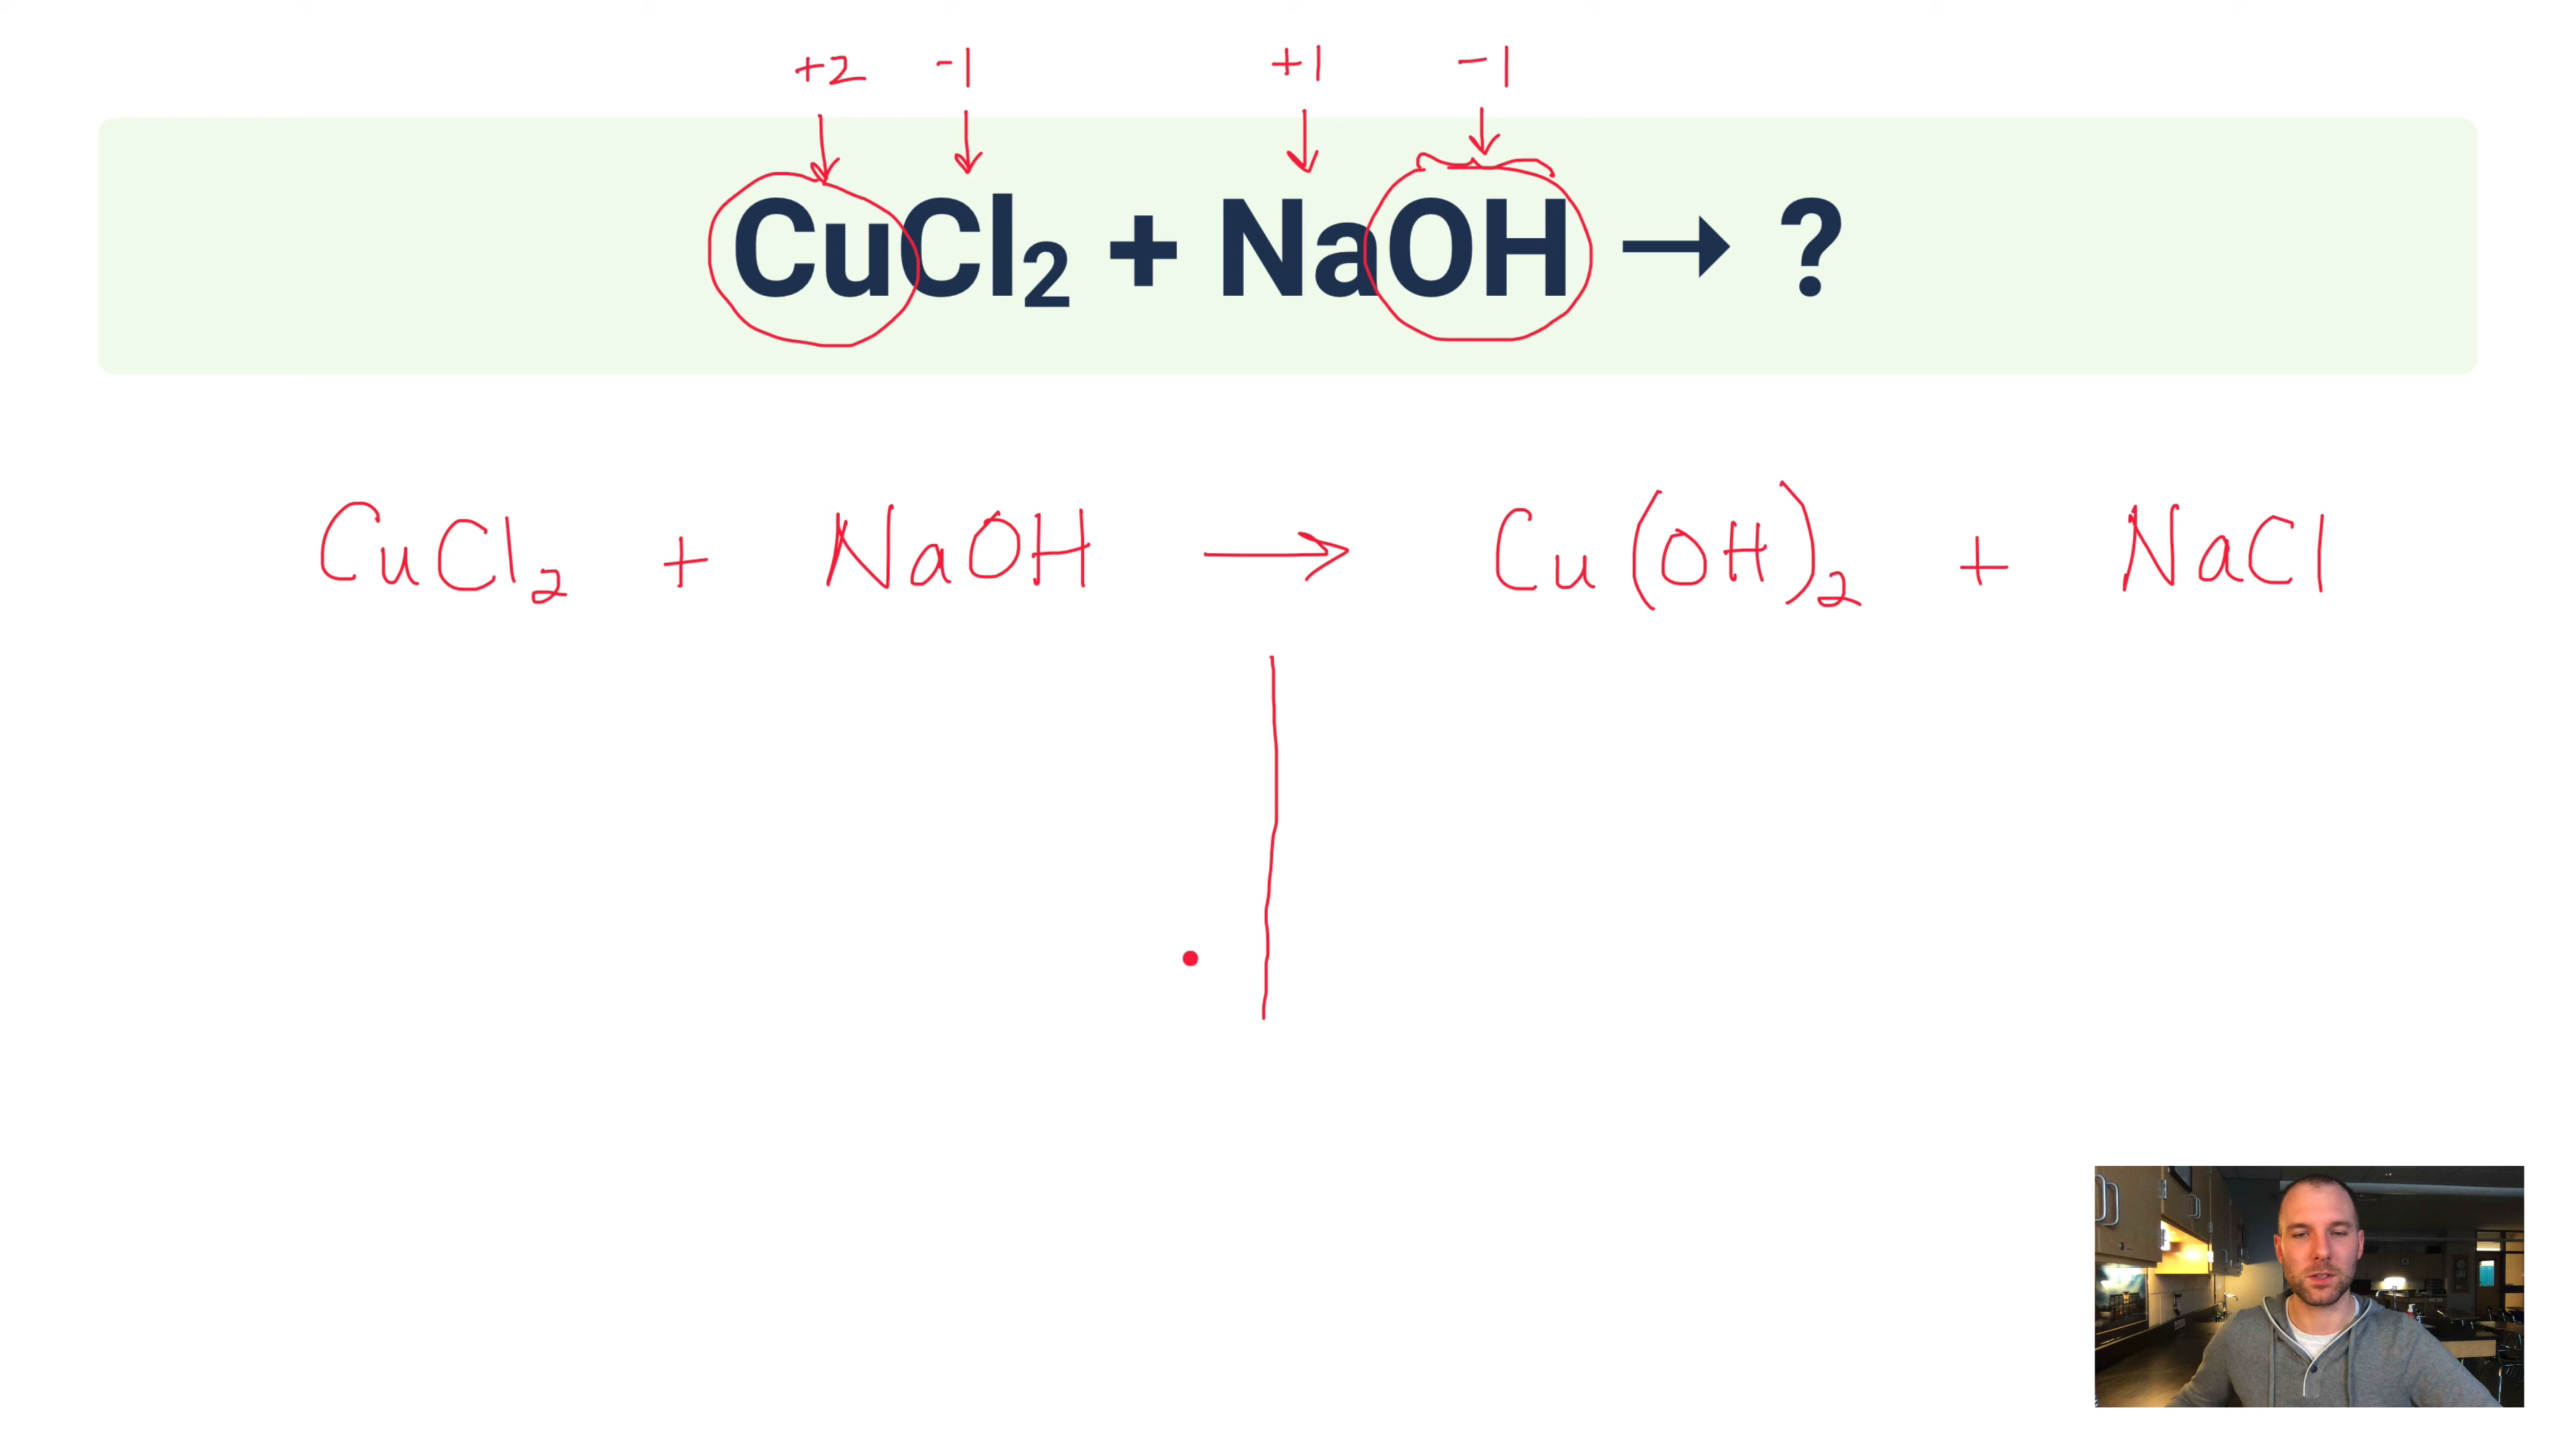 +2 -1 +1 -1
CuCl₂ + NaOH → ?
CuCl₂ + NaOH → Cu(OH)₂ + NaCl